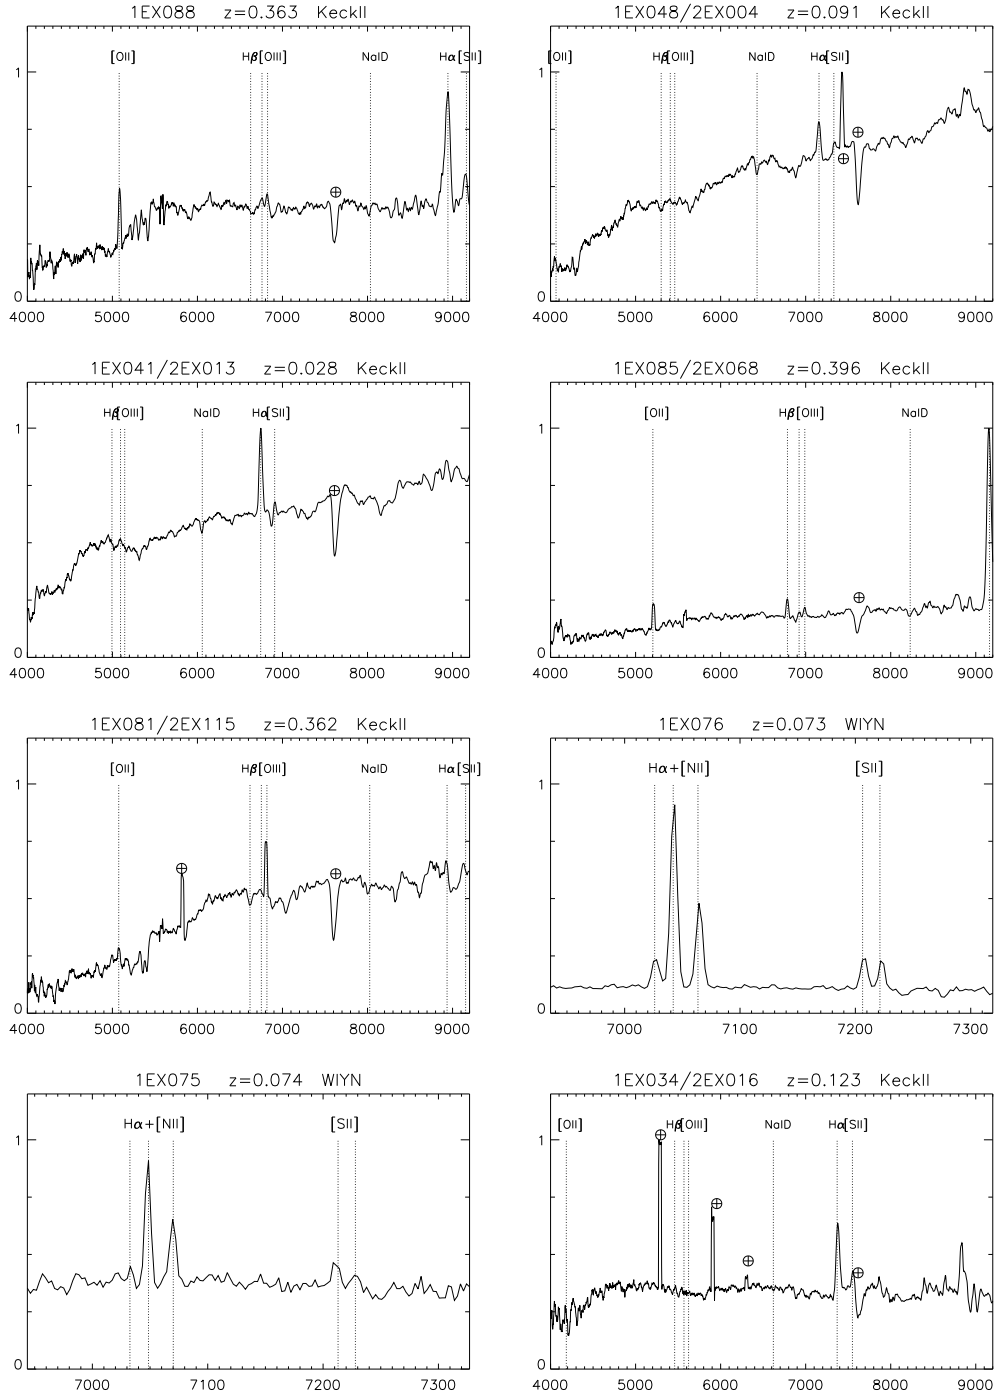 1EX088 z=0.363 KeckII
[OII] Hβ [OIII] NaID Hα [SII]
1
0
4000 5000 6000 7000 8000 9000
1EX048/2EX004 z=0.091 KeckII
[OII] Hβ [OIII] NaID Hα [SII]
1
0
4000 5000 6000 7000 8000 9000
1EX041/2EX013 z=0.028 KeckII
Hβ [OIII] NaID Hα [SII]
1
0
4000 5000 6000 7000 8000 9000
1EX085/2EX068 z=0.396 KeckII
[OII] Hβ [OIII] NaID
1
0
4000 5000 6000 7000 8000 9000
1EX081/2EX115 z=0.362 KeckII
[OII] Hβ [OIII] NaID Hα [SII]
1
0
4000 5000 6000 7000 8000 9000
1EX076 z=0.073 WIYN
Hα+[NII] [SII]
1
0
7000 7100 7200 7300
1EX075 z=0.074 WIYN
Hα+[NII] [SII]
1
0
7000 7100 7200 7300
1EX034/2EX016 z=0.123 KeckII
[OII] Hβ [OIII] NaID Hα [SII]
1
0
4000 5000 6000 7000 8000 9000